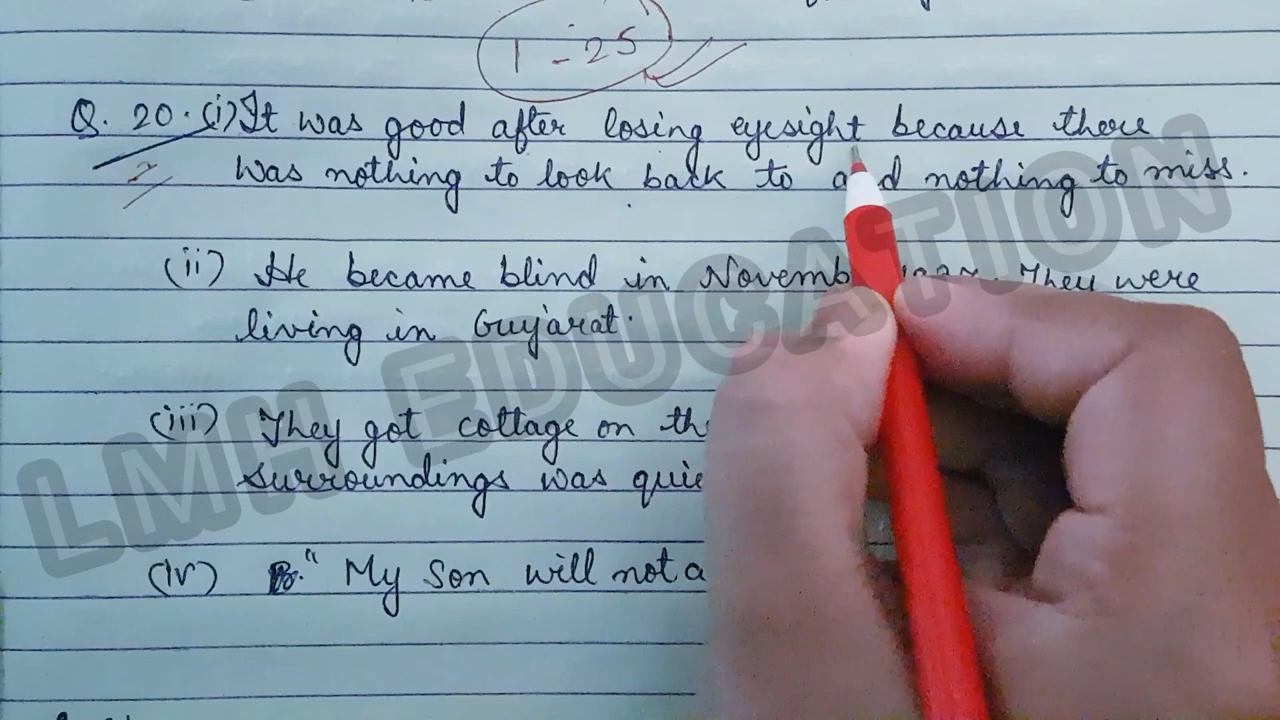 1 - 25
Q. 20. (i) It was good after losing eyesight because there
was nothing to look back to and nothing to miss.
(ii) He became blind in Novemb They were
living in Gujarat.
(iii) They got cottage on th
surroundings was quie
(iv) B. " My Son will not a
LMH EDUCATION